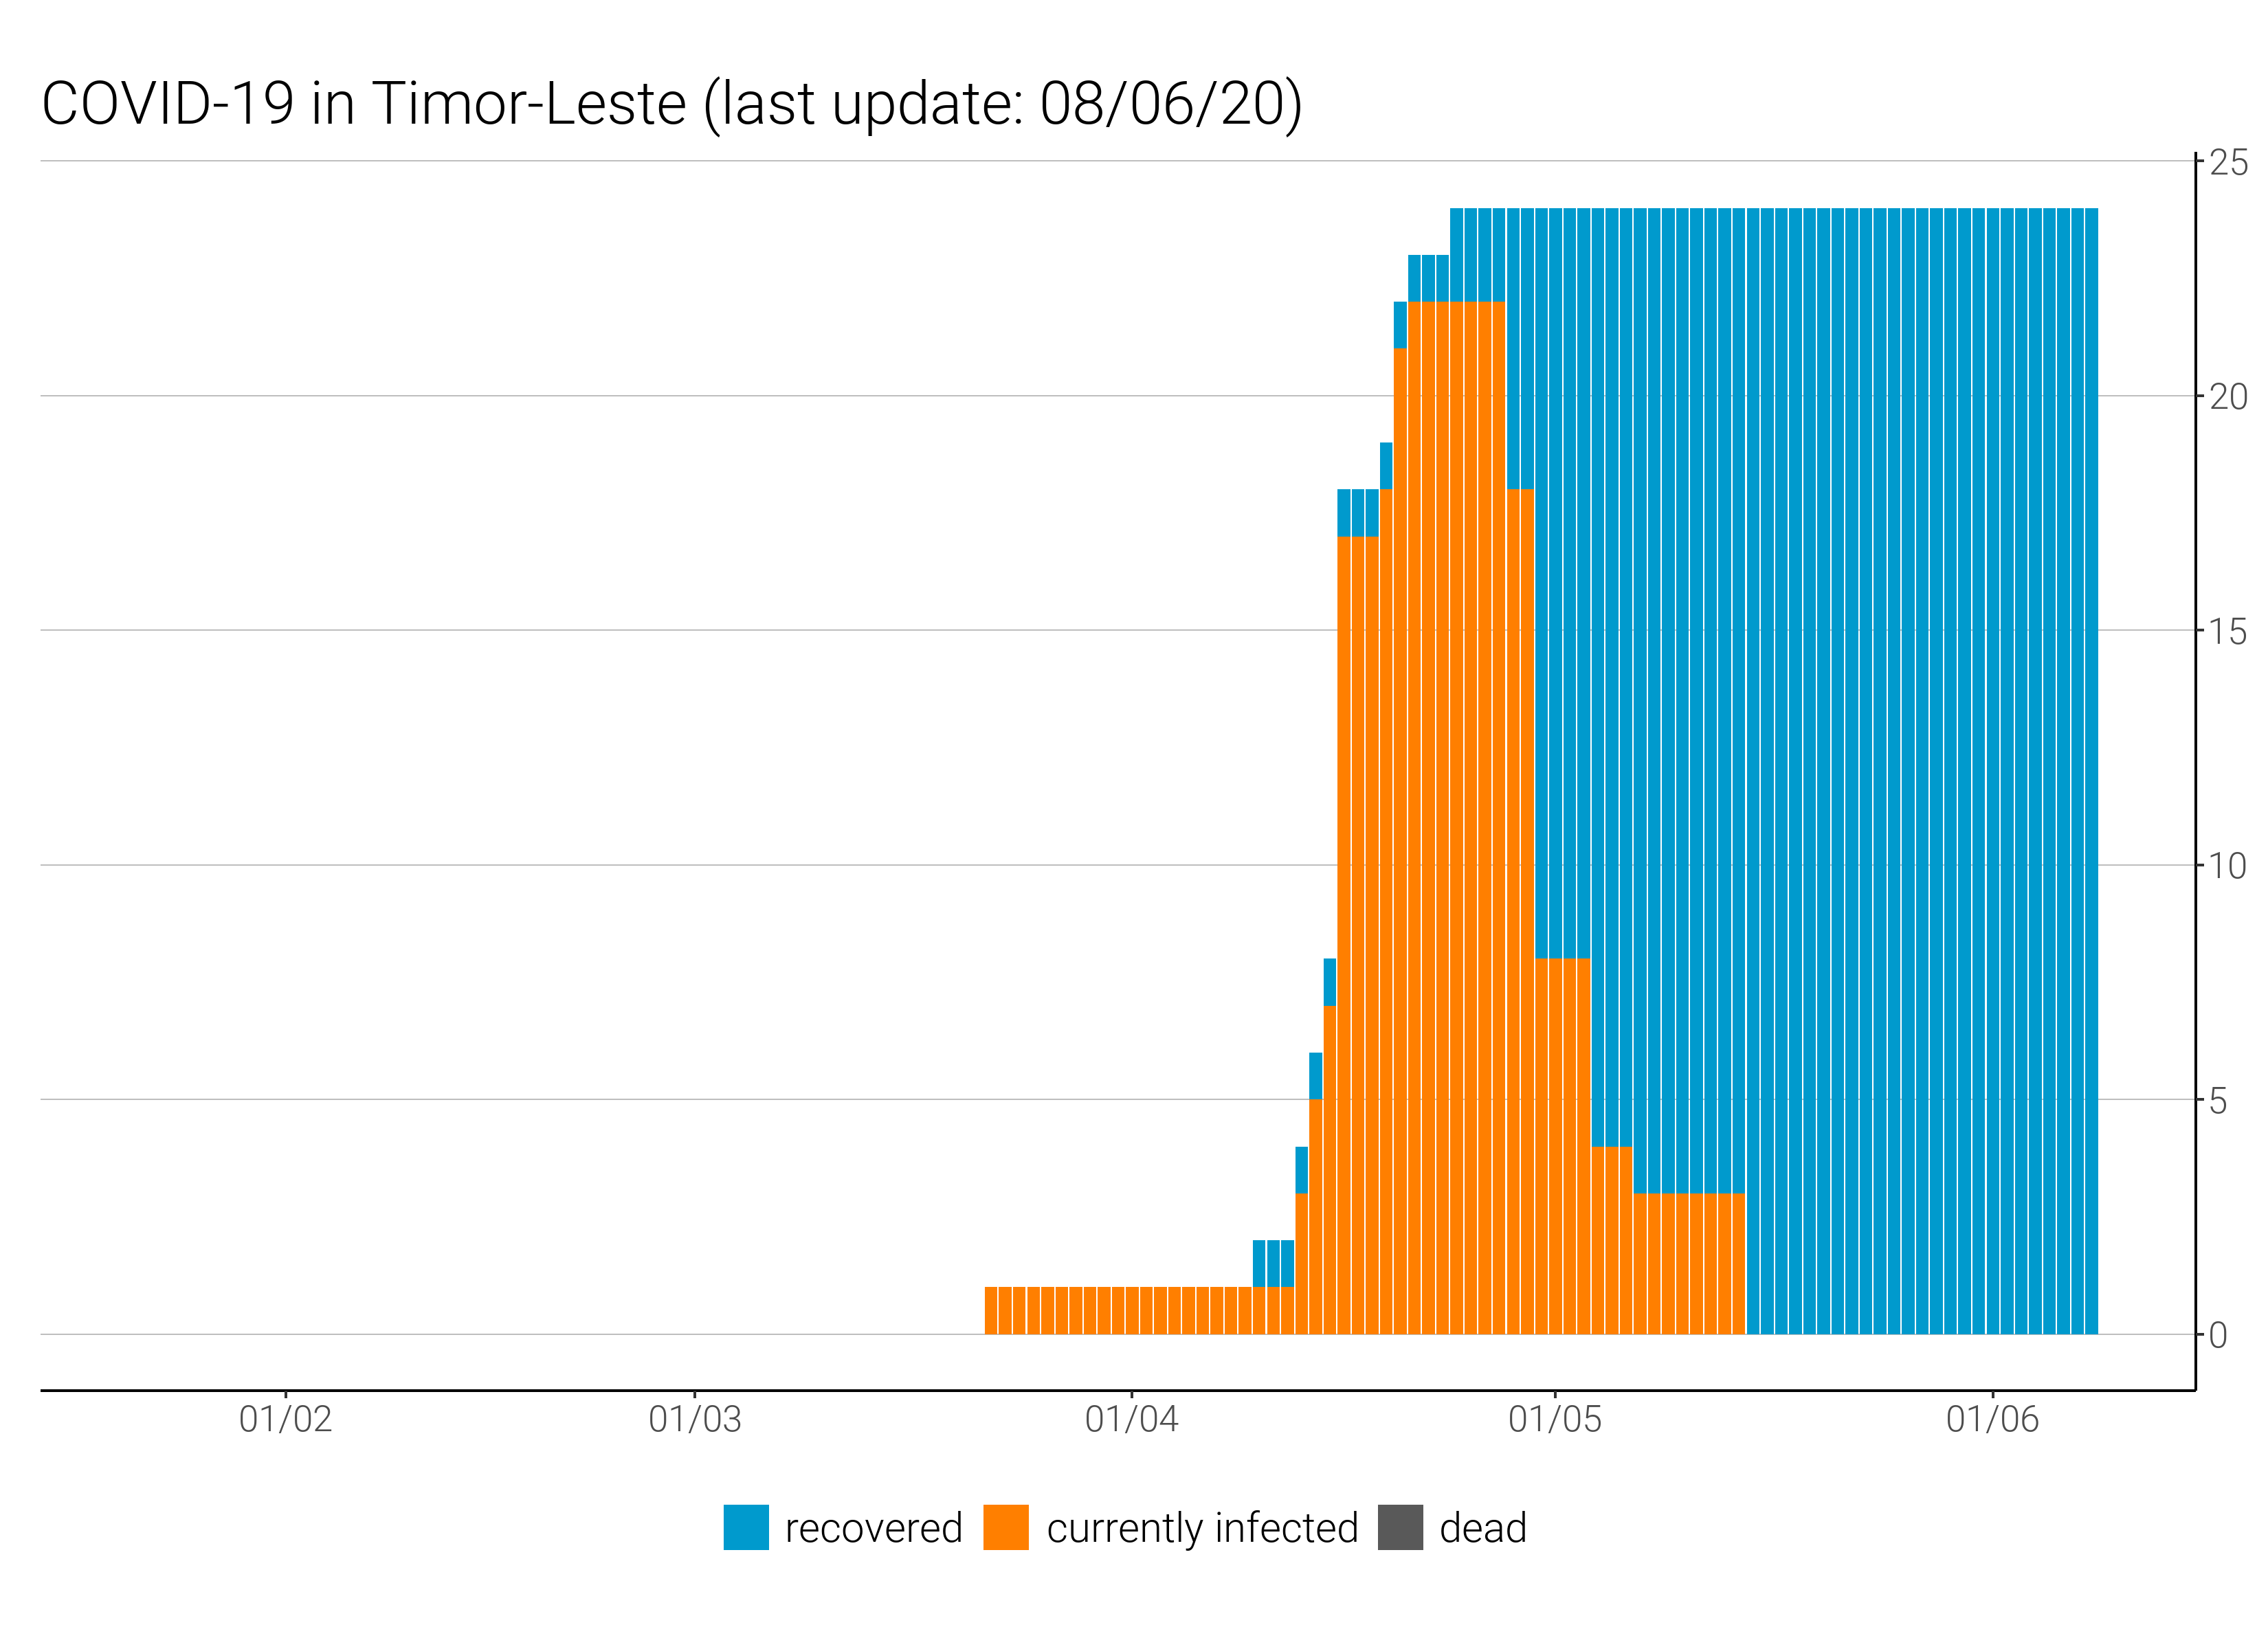 COVID-19 in Timor-Leste (last update: 08/06/20)
25
20
15
10
5
0
01/02 01/03 01/04 01/05 01/06
recovered currently infected dead